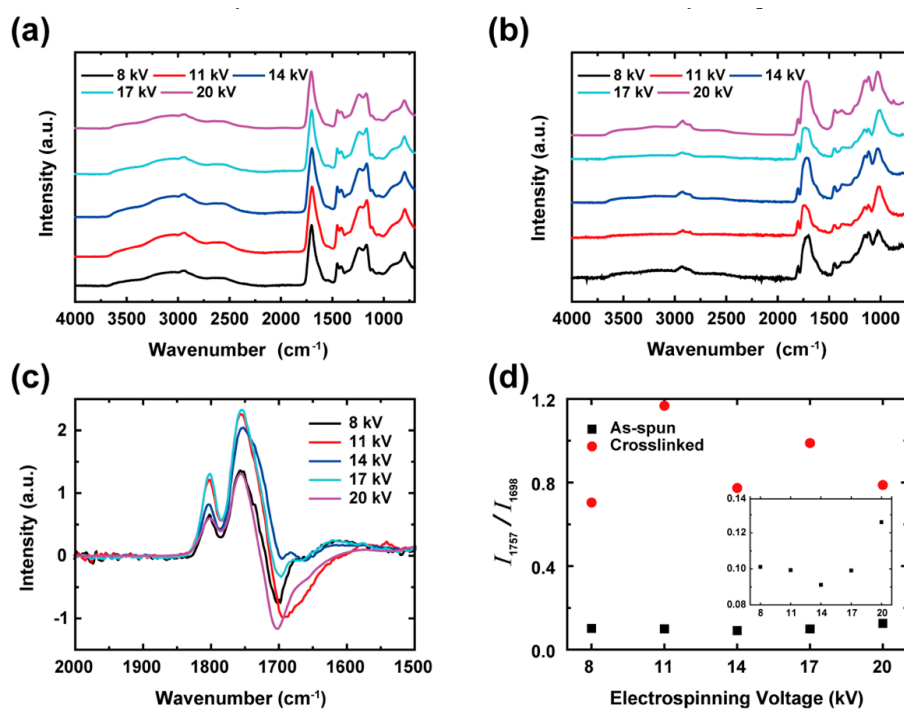 (a)
8 kV 11 kV 14 kV
17 kV 20 kV
Intensity (a.u.)
4000 3500 3000 2500 2000 1500 1000
Wavenumber (cm⁻¹)
(b)
8 kV 11 kV 14 kV
17 kV 20 kV
Intensity (a.u.)
4000 3500 3000 2500 2000 1500 1000
Wavenumber (cm⁻¹)
(c)
8 kV
11 kV
14 kV
17 kV
20 kV
2
1
0
-1
Intensity (a.u.)
2000 1900 1800 1700 1600 1500
Wavenumber (cm⁻¹)
(d)
As-spun
Crosslinked
1.2
0.9
0.6
0.3
0.0
I₁₇₅₇ / I₁₆₉₈
0.14
0.12
0.10
0.08
8 11 14 17 20
8 11 14 17 20
Electrospinning Voltage (kV)